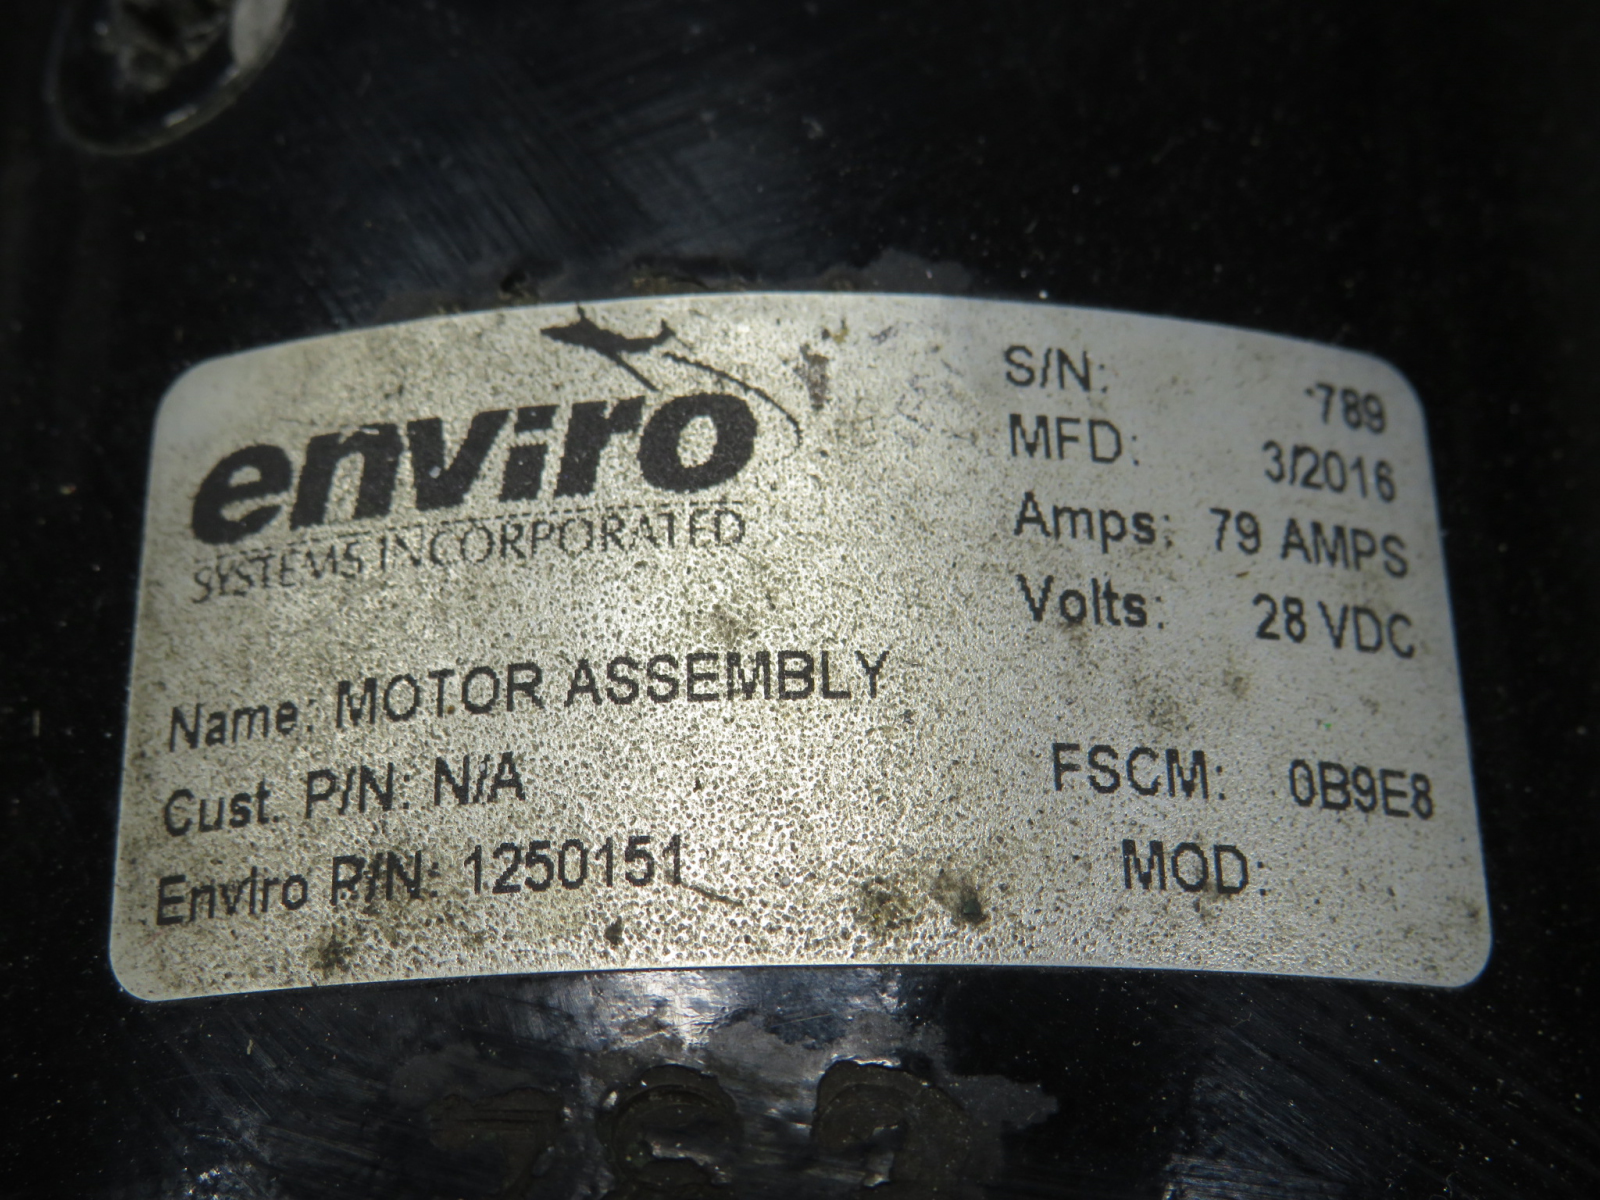 enviro
SYSTEMS INCORPORATED
Name: MOTOR ASSEMBLY
Cust. P/N: N/A
Enviro P/N: 1250151
S/N: 789
MFD: 3/2016
Amps: 79 AMPS
Volts: 28 VDC
FSCM: 0B9E8
MOD: